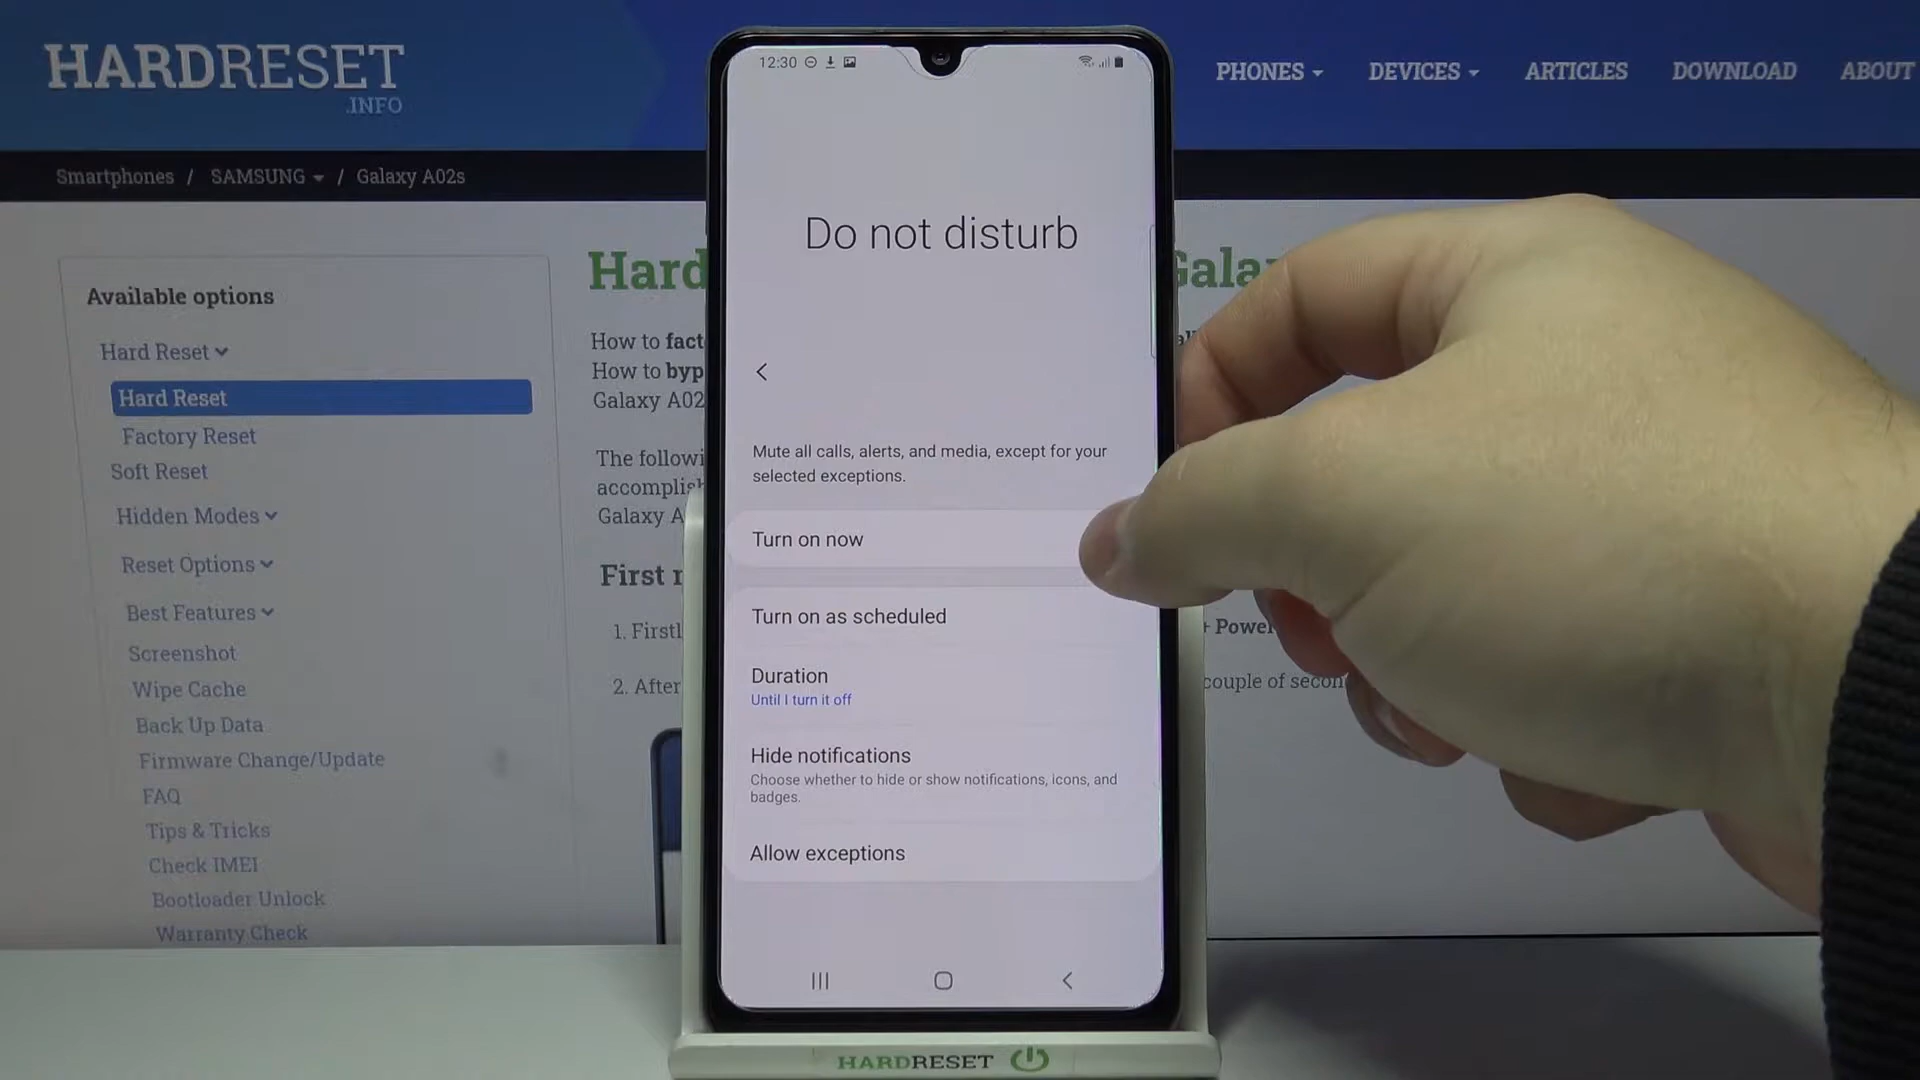 HARDRESET
.INFO
PHONES
DEVICES
ARTICLES
DOWNLOAD
ABOUT
Smartphones / SAMSUNG / Galaxy A02s
Available options
Hard Reset
Hard Reset
Factory Reset
Soft Reset
Hidden Modes
Reset Options
Best Features
Screenshot
Wipe Cache
Back Up Data
Firmware Change/Update
FAQ
Tips & Tricks
Check IMEI
Bootloader Unlock
Warranty Check
Hard
How to fact
How to byp
Galaxy A02
The followi
accomplish
Galaxy A
First
1. Firstl
+ Power
2. After
couple of secon
12:30
Do not disturb
Mute all calls, alerts, and media, except for your
selected exceptions.
Turn on now
Turn on as scheduled
Duration
Until I turn it off
Hide notifications
Choose whether to hide or show notifications, icons, and
badges.
Allow exceptions
HARDRESET